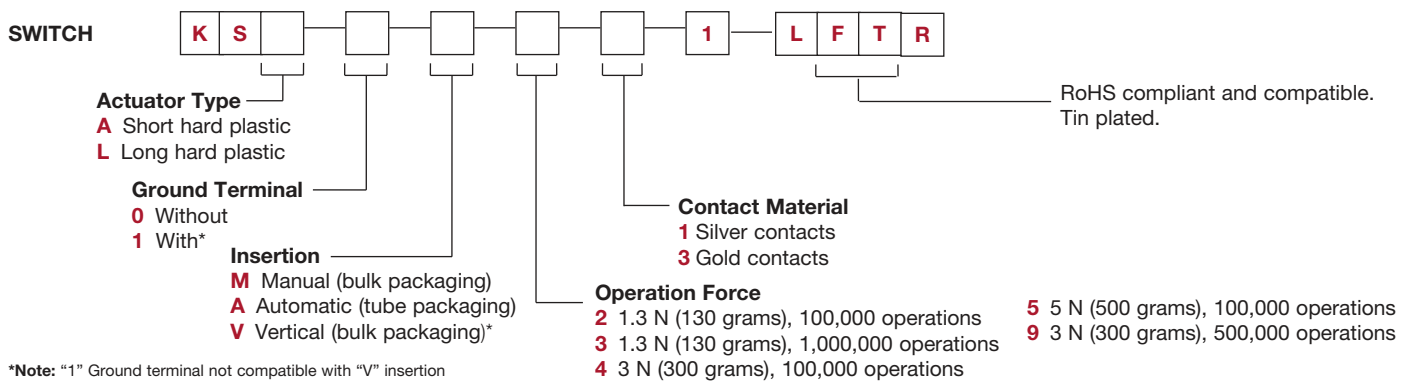 SWITCH K S 1 L F T R
RoHS compliant and compatible.
Tin plated.
Actuator Type
A Short hard plastic
L Long hard plastic
Ground Terminal
0 Without
1 With*
Insertion
M Manual (bulk packaging)
A Automatic (tube packaging)
V Vertical (bulk packaging)*
Contact Material
1 Silver contacts
3 Gold contacts
Operation Force
2 1.3 N (130 grams), 100,000 operations
3 1.3 N (130 grams), 1,000,000 operations
4 3 N (300 grams), 100,000 operations
5 5 N (500 grams), 100,000 operations
9 3 N (300 grams), 500,000 operations
*Note: “1” Ground terminal not compatible with “V” insertion